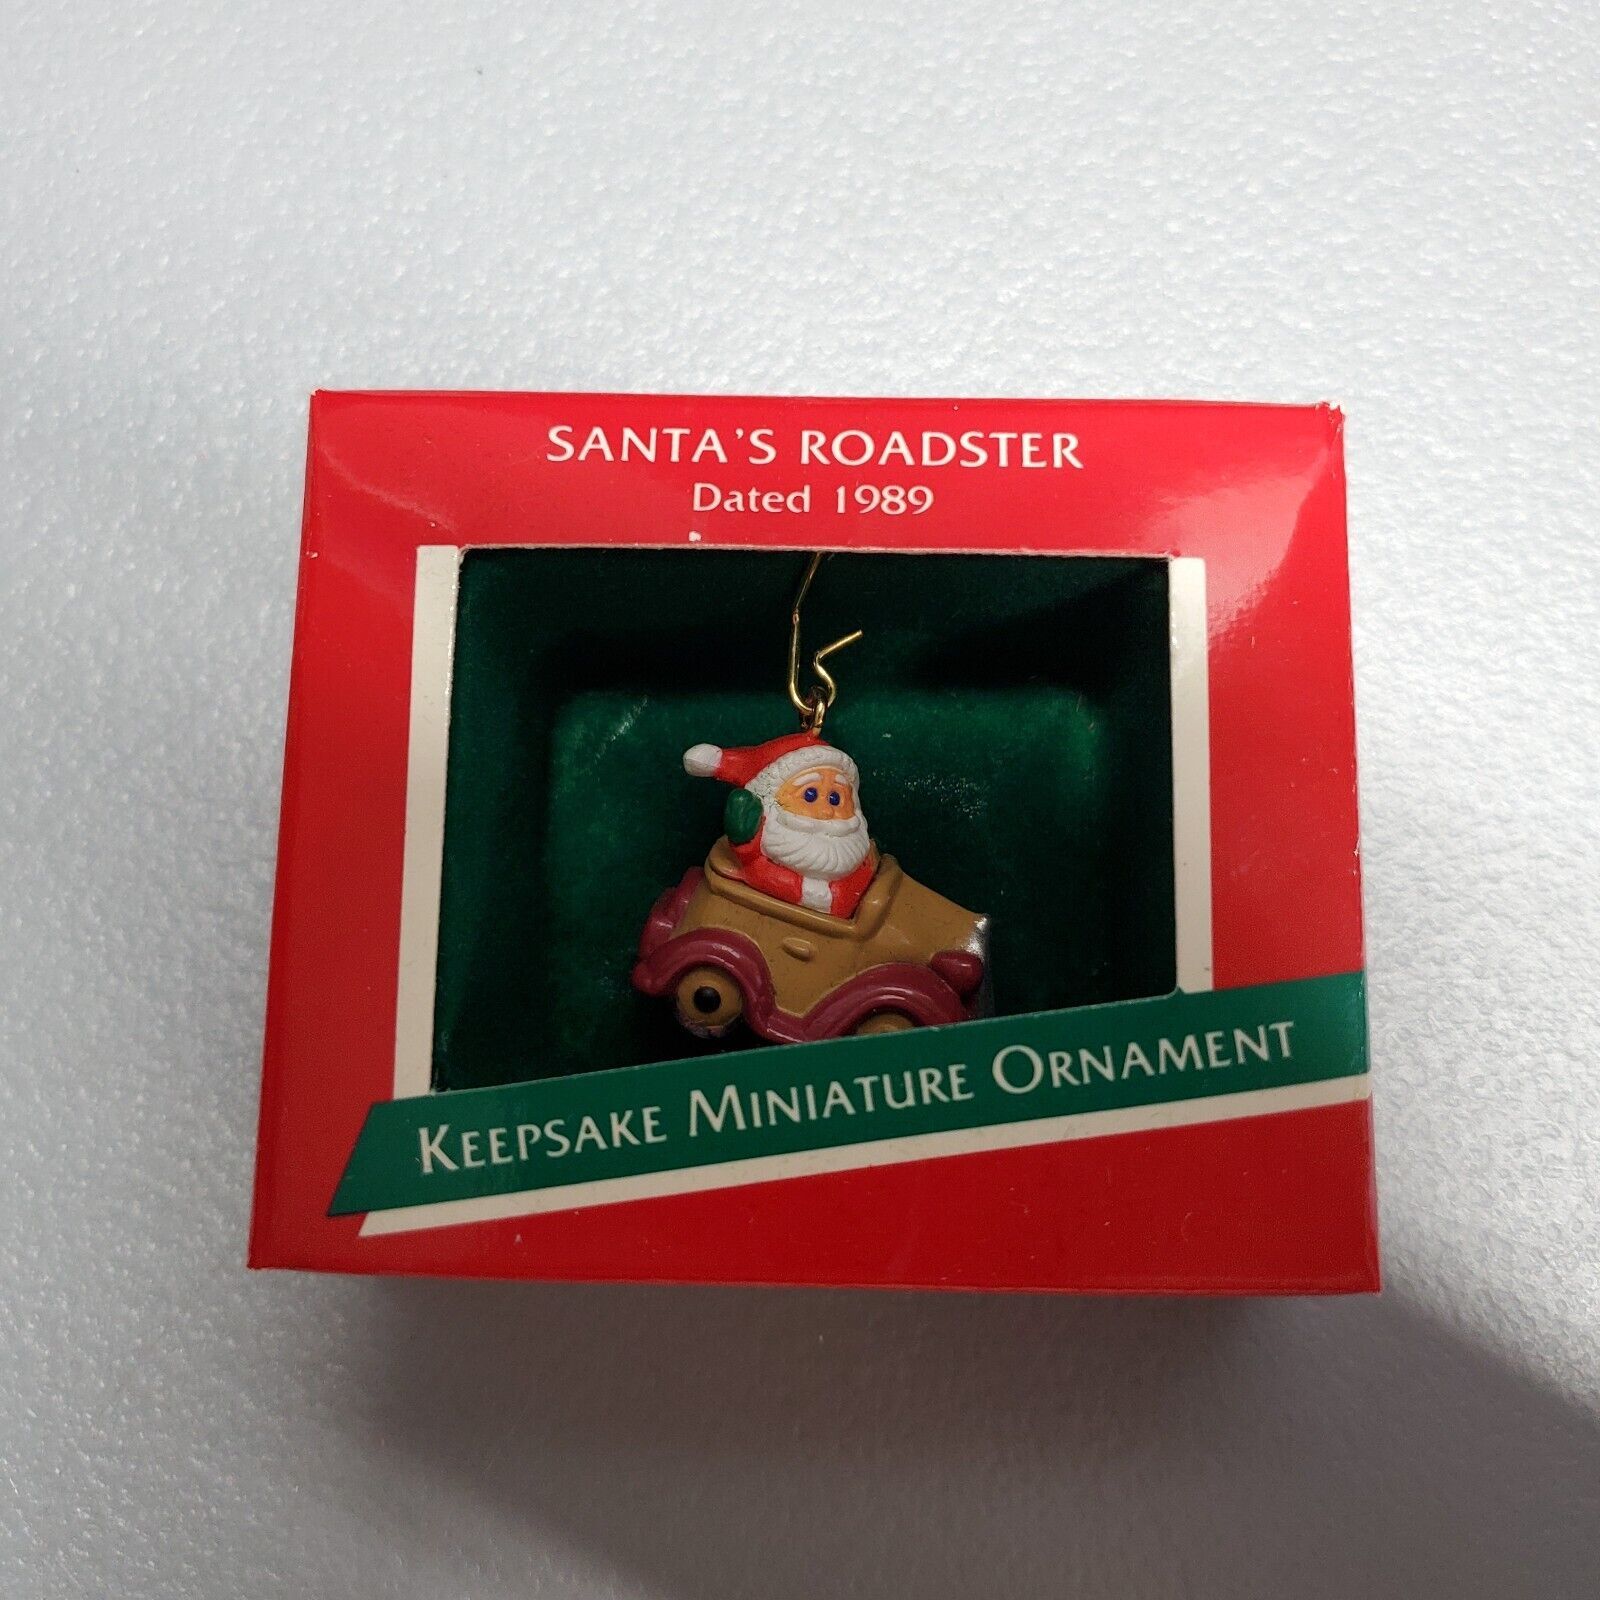 SANTA'S ROADSTER
Dated 1989
KEEPSAKE MINIATURE ORNAMENT